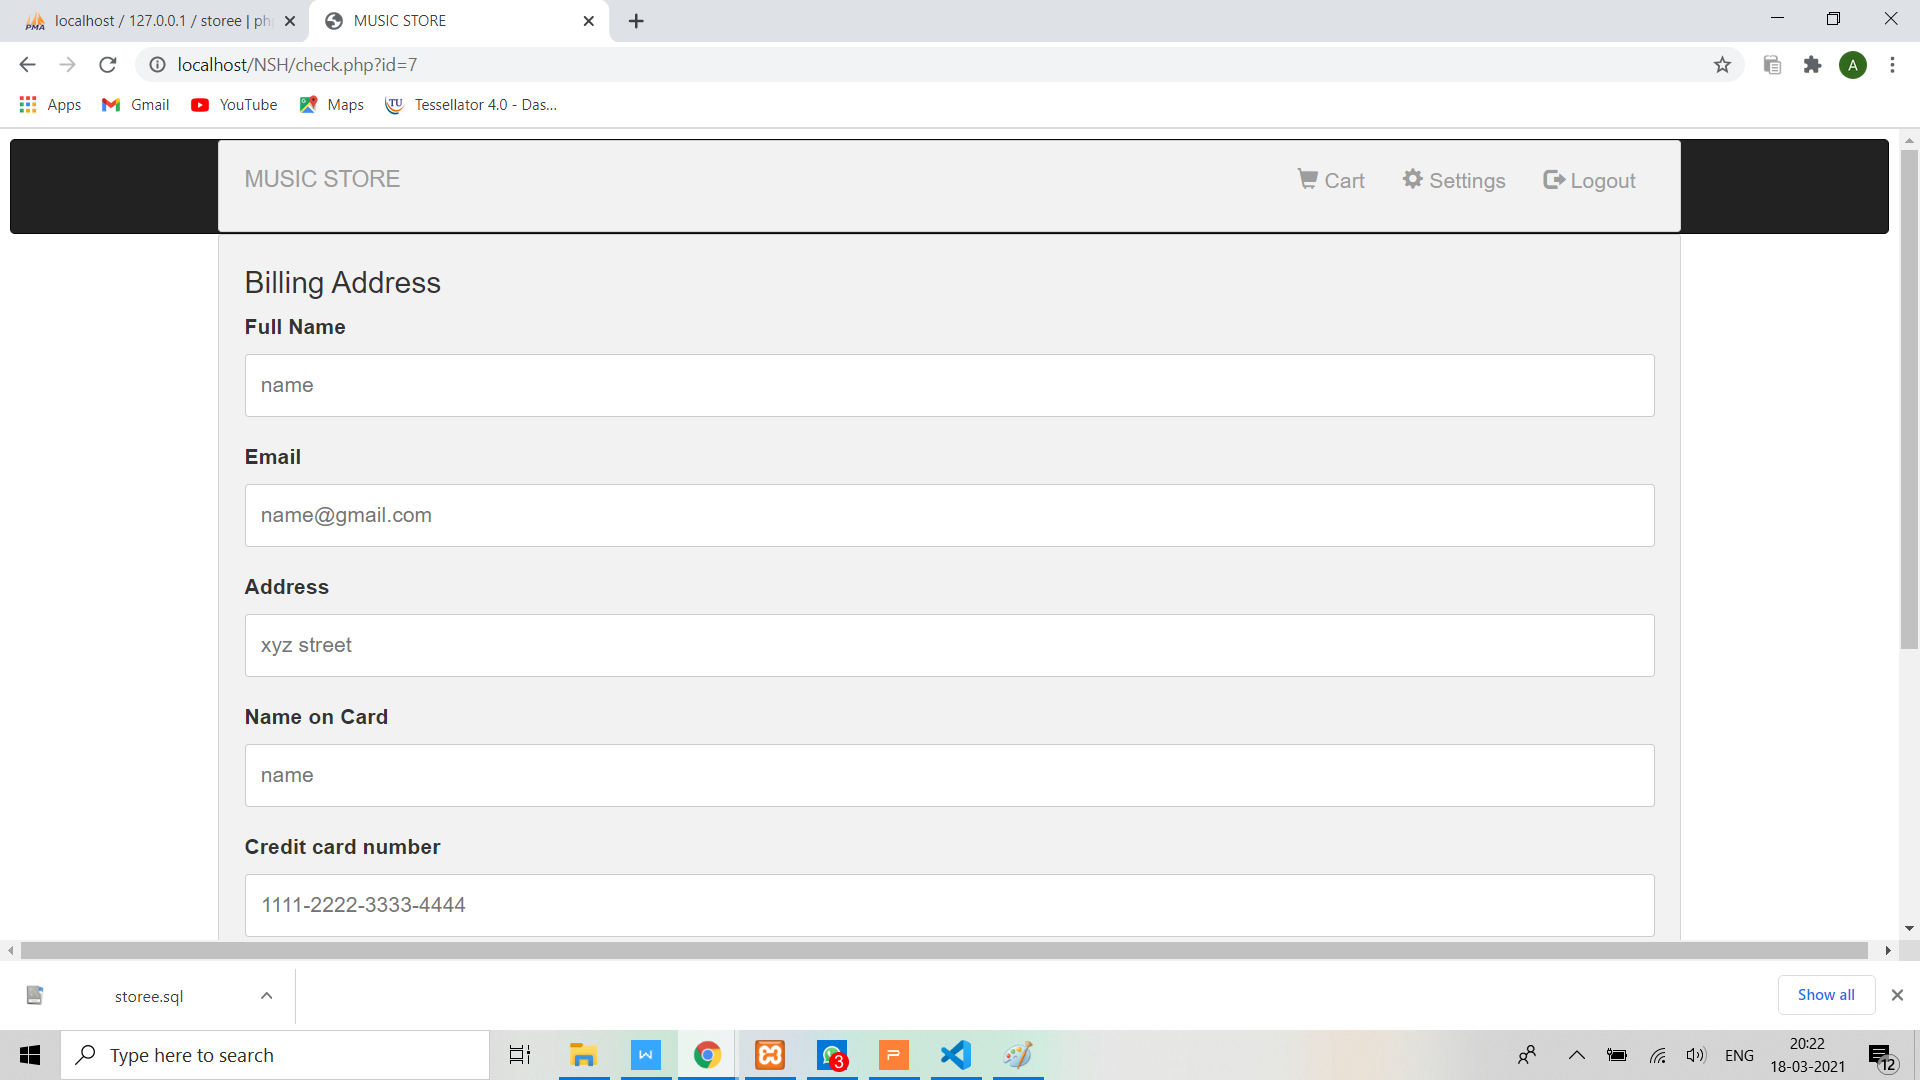 localhost / 127.0.0.1 / storee | ph
MUSIC STORE
localhost/NSH/check.php?id=7
A
Apps
Gmail
YouTube
Maps
TU
Tessellator 4.0 - Das...
MUSIC STORE
Cart
Settings
Logout
Billing Address
Full Name
name
Email
name@gmail.com
Address
xyz street
Name on Card
name
Credit card number
1111-2222-3333-4444
storee.sql
Show all
Type here to search
3
ENG
20:22
18-03-2021
12